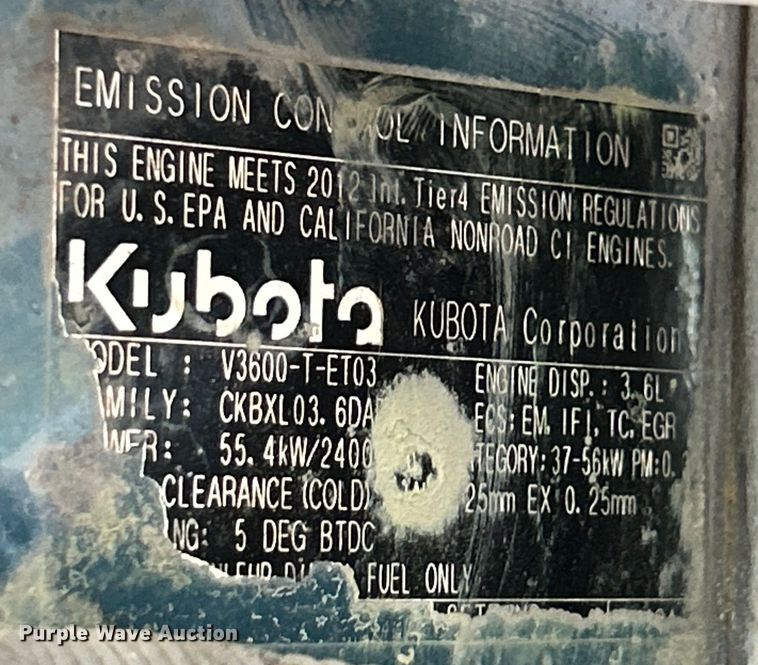 EMISSION CON OL INFORMATION
THIS ENGINE MEETS 2012 Int. Tier4 EMISSION REGULATIONS
FOR U.S.EPA AND CALIFORNIA NONROAD CI ENGINES.
Kubota KUBOTA Corporation
ODEL : V3600-T-ET03 ENGINE DISP.: 3.6L
MILY: CKBXL03.6DA ECS: EM, IFI, TC, EGR
WER: 55.4kW/2400 TEGORY: 37-56kW PM:0.
CLEARANCE (COLD) 25mm EX 0.25mm
NG: 5 DEG BTDC
FUEL ONLY
Purple Wave Auction